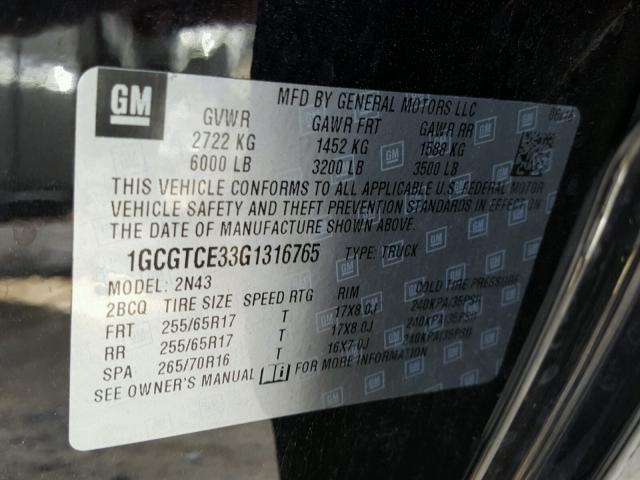 GM
MFD BY GENERAL MOTORS LLC
GVWR GAWR FRT GAWR RR
2722 KG 1452 KG 1588 KG
6000 LB 3200 LB 3500 LB
THIS VEHICLE CONFORMS TO ALL APPLICABLE U.S. FEDERAL MOTOR
VEHICLE SAFETY AND THEFT PREVENTION STANDARDS IN EFFECT ON
THE DATE OF MANUFACTURE SHOWN ABOVE.
1GCGTCE33G1316765 TYPE: TRUCK
MODEL: 2N43
2BCQ TIRE SIZE SPEED RTG RIM COLD TIRE PRESSURE
FRT 255/65R17 T 17X8.0J 240KPA/35PSI
RR 255/65R17 T 17X8.0J 240KPA/35PSI
SPA 265/70R16 T 16X7.0J 240KPA/35PSI
SEE OWNER'S MANUAL FOR MORE INFORMATION